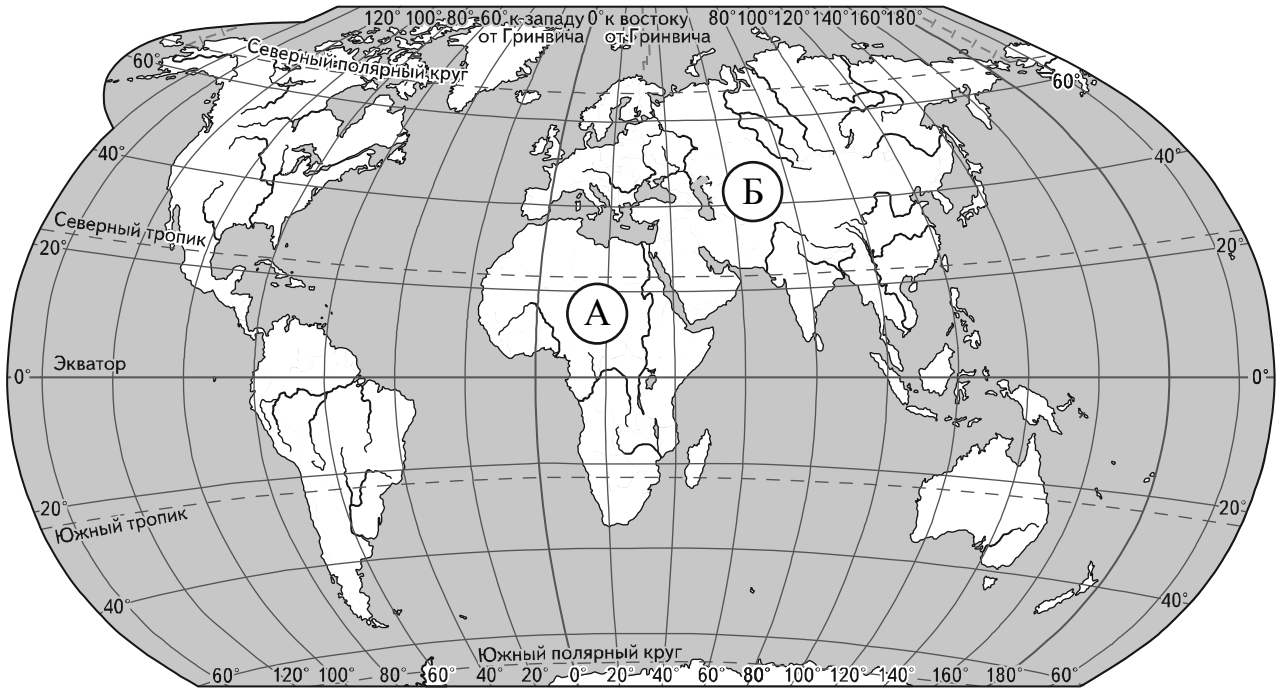 120° 100° 80° 60° к западу 0° к востоку 80° 100° 120° 140° 160° 180°
от Гринвича от Гринвича
Северный полярный круг
60° 60°
40° 40°
Северный тропик
20° 20°
Б
А
Экватор
0° 0°
20° 20°
Южный тропик
40° 40°
Южный полярный круг
60° 120° 100° 80° 60° 40° 20° 0° 20° 40° 60° 80° 100° 120° 140° 160° 180° 60°